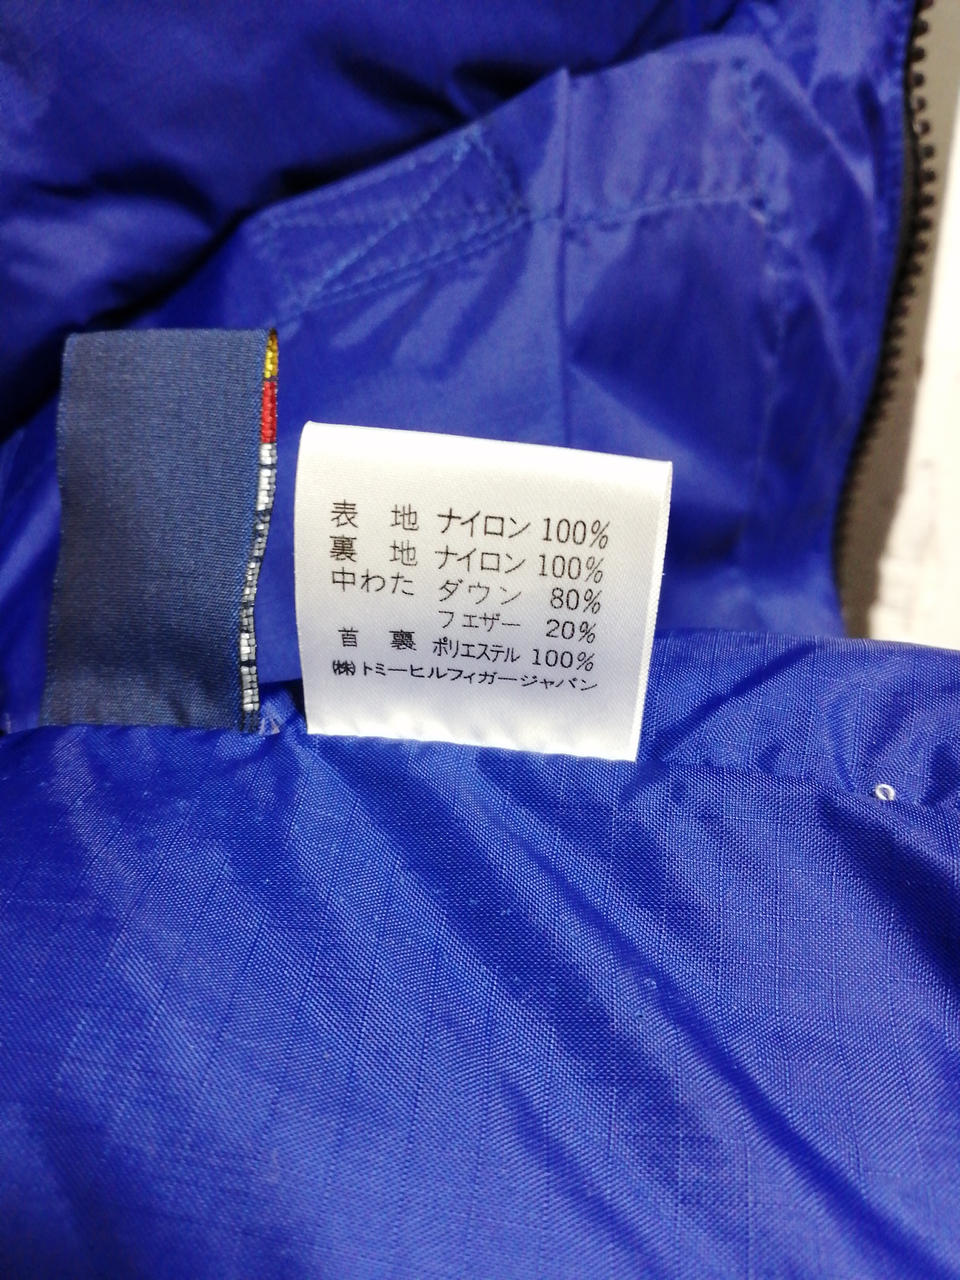 表 地 ナイロン 100%
裏 地 ナイロン 100%
中わた ダウン 80%
フェザー 20%
首 裏 ポリエステル 100%
㈱トミーヒルフィガージャパン